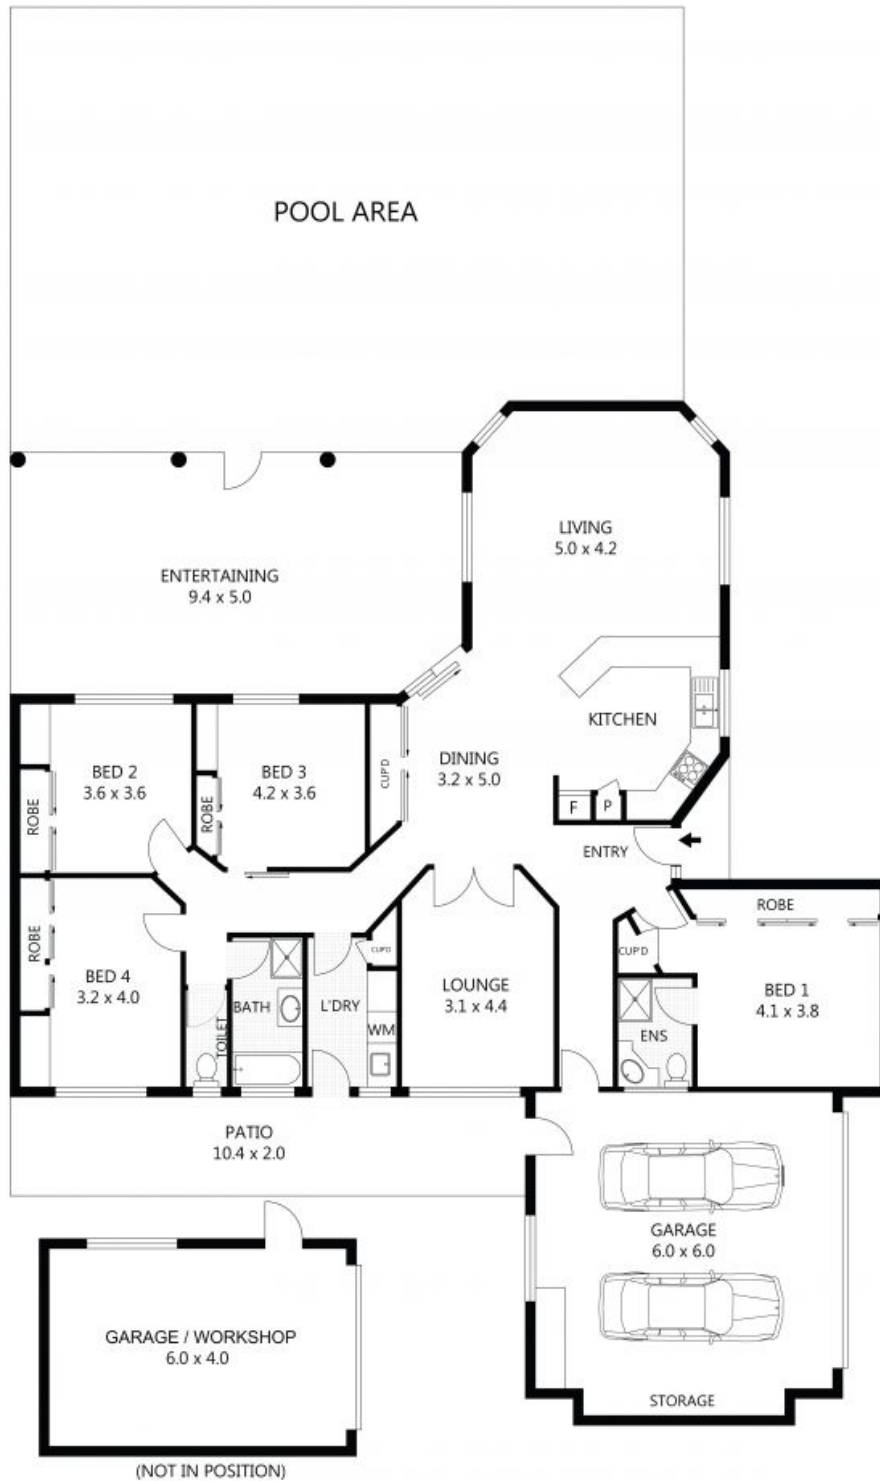 POOL AREA
LIVING
5.0 x 4.2
ENTERTAINING
9.4 x 5.0
KITCHEN
DINING
3.2 x 5.0
CUP'D
BED 2
3.6 x 3.6
BED 3
4.2 x 3.6
ROBE
ROBE
F
P
ENTRY
ROBE
ROBE
BED 4
3.2 x 4.0
CUP'D
LOUNGE
3.1 x 4.4
CUP'D
BED 1
4.1 x 3.8
BATH
L'DRY
TOILET
WM
ENS
PATIO
10.4 x 2.0
GARAGE
6.0 x 6.0
GARAGE / WORKSHOP
6.0 x 4.0
STORAGE
(NOT IN POSITION)